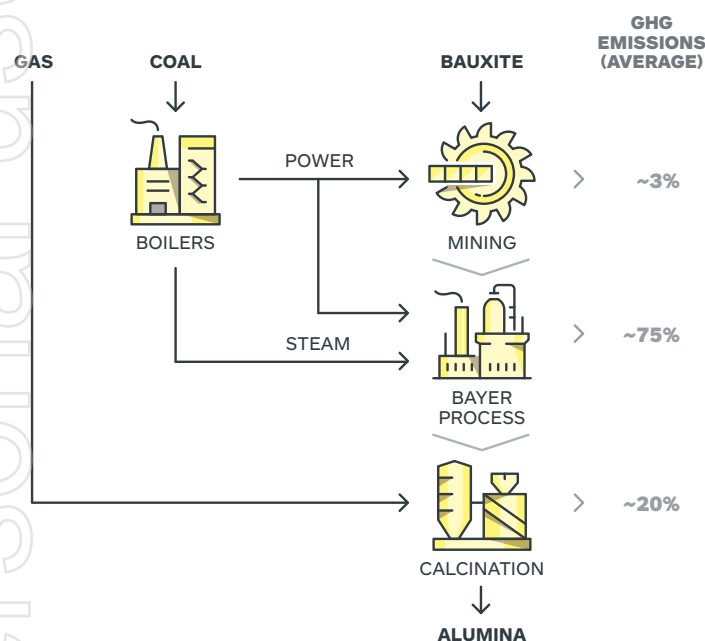 GHG
EMISSIONS
(AVERAGE)
GAS
COAL
BAUXITE
POWER
~3%
BOILERS
MINING
STEAM
~75%
BAYER
PROCESS
~20%
CALCINATION
ALUMINA